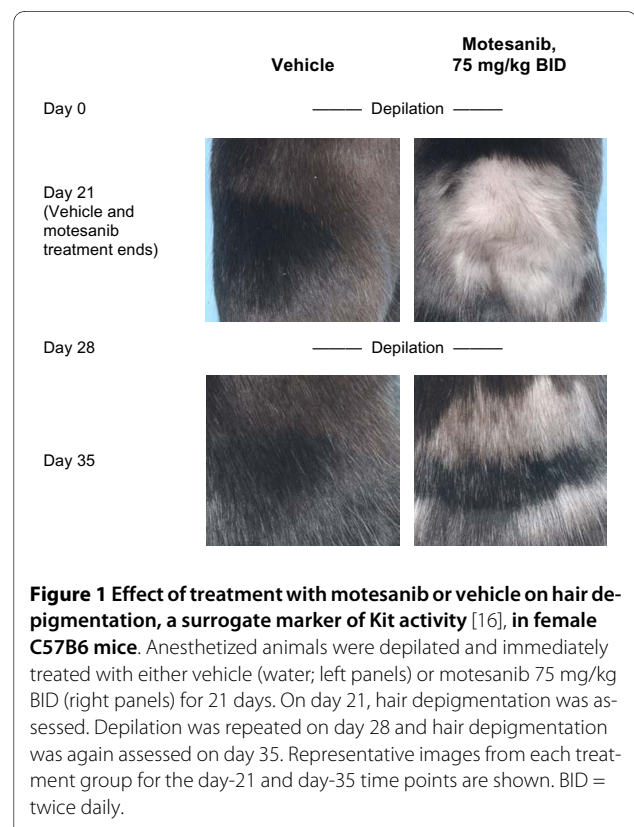 Vehicle
Motesanib,
75 mg/kg BID
Day 0
——— Depilation ———
Day 21
(Vehicle and
motesanib
treatment ends)
Day 28
——— Depilation ———
Day 35
Figure 1 Effect of treatment with motesanib or vehicle on hair de-
pigmentation, a surrogate marker of Kit activity [16], in female
C57B6 mice. Anesthetized animals were depilated and immediately
treated with either vehicle (water; left panels) or motesanib 75 mg/kg
BID (right panels) for 21 days. On day 21, hair depigmentation was as-
sessed. Depilation was repeated on day 28 and hair depigmentation
was again assessed on day 35. Representative images from each treat-
ment group for the day-21 and day-35 time points are shown. BID =
twice daily.